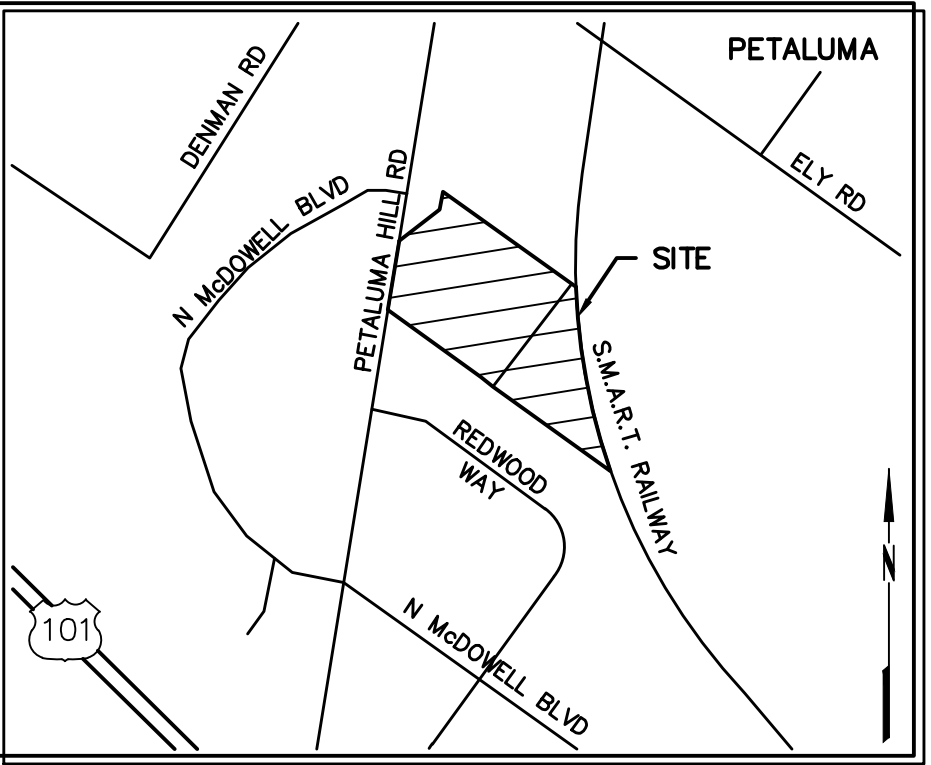 PETALUMA
DENMAN RD
ELY RD
N McDOWELL BLVD
PETALUMA HILL RD
SITE
S.M.A.R.T. RAILWAY
REDWOOD
WAY
N
101
N McDOWELL BLVD